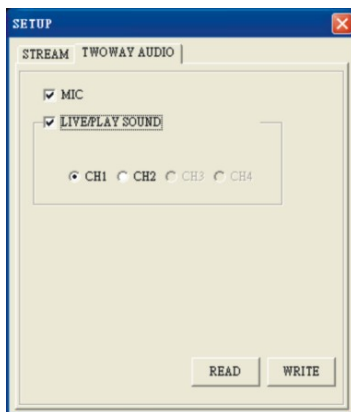 SETUP
STREAM TWOWAY AUDIO
MIC
LIVE/PLAY SOUND
CH1 CH2 CH3 CH4
READ WRITE